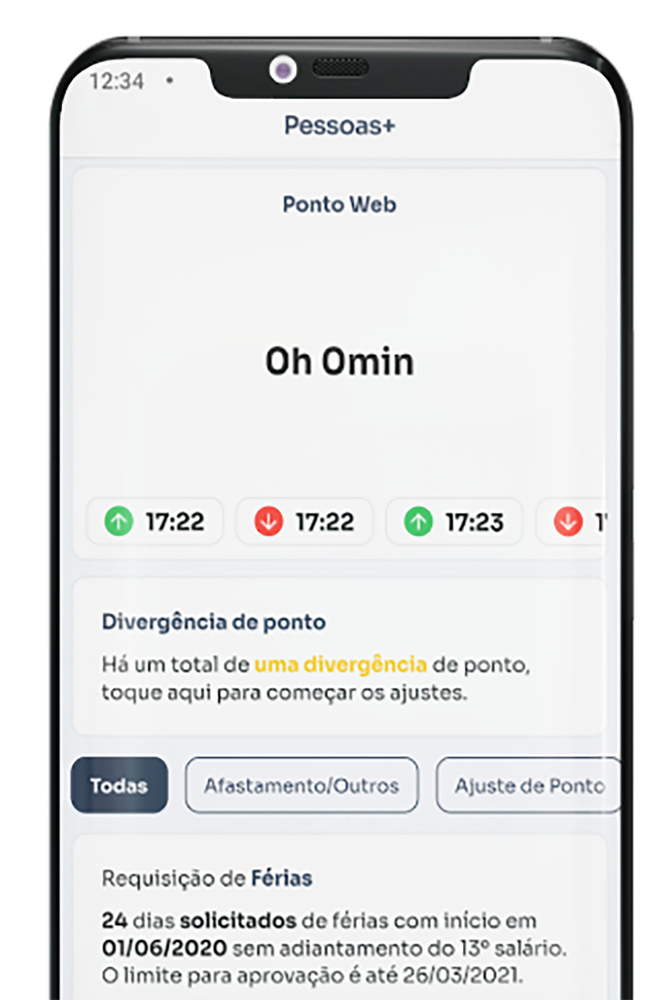 12:34
Pessoas+
Ponto Web
0h 0min
17:22
17:22
17:23
Divergência de ponto
Há um total de uma divergência de ponto,
toque aqui para começar os ajustes.
Todas
Afastamento/Outros
Ajuste de Ponto
Requisição de Férias
24 dias solicitados de férias com início em
01/06/2020 sem adiantamento do 13º salário.
O limite para aprovação é até 26/03/2021.